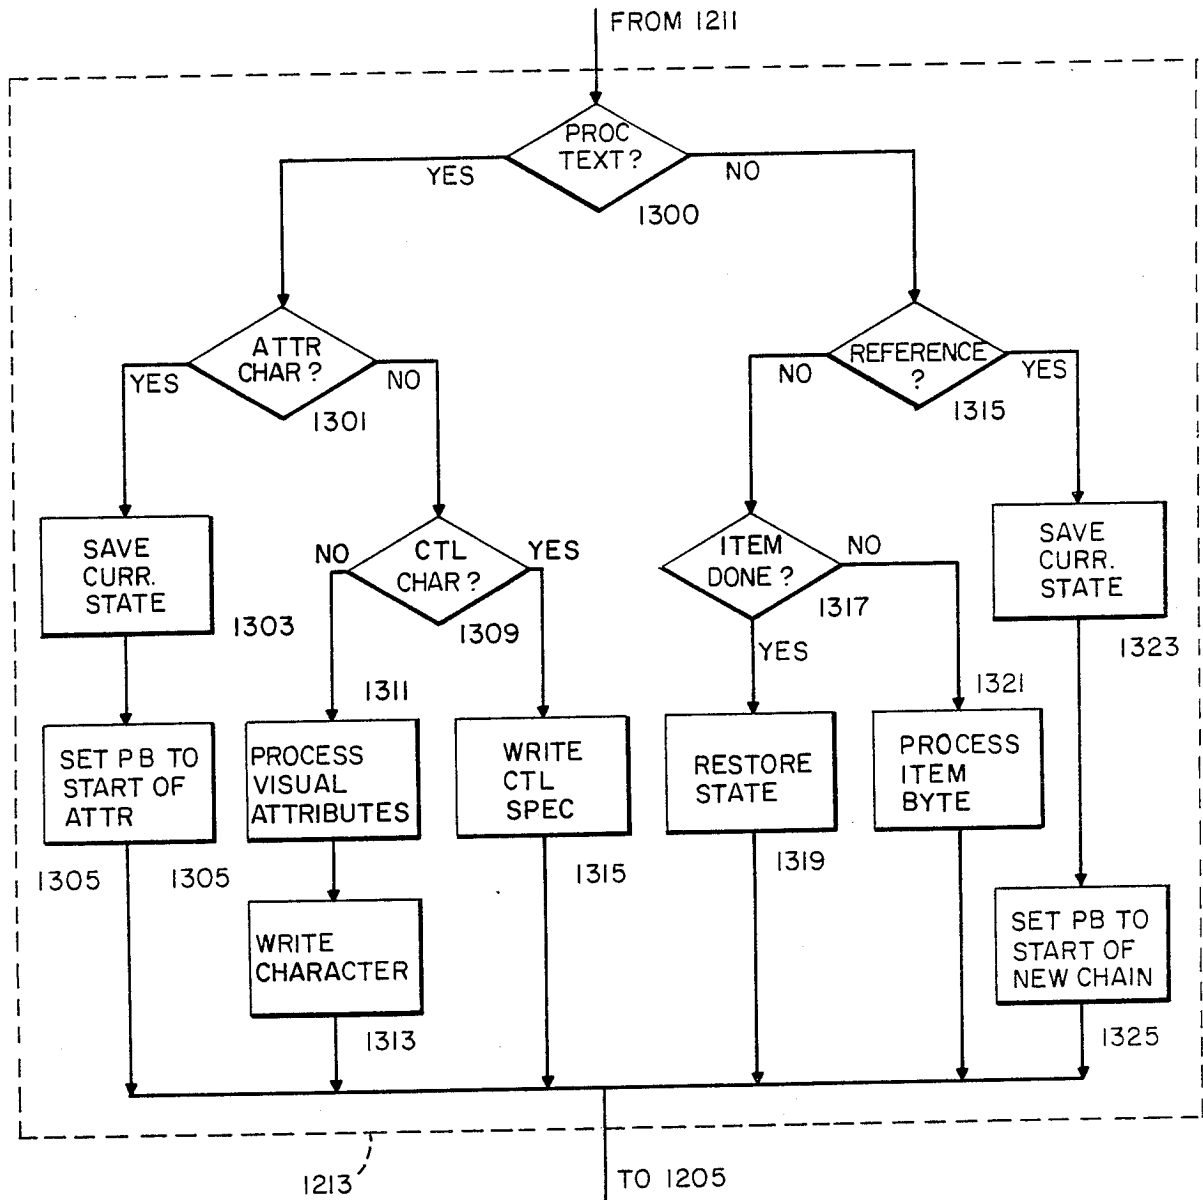 FROM 1211
PROC
TEXT?
YES
NO
1300
ATTR
CHAR?
YES
NO
1301
REFERENCE
?
NO
YES
1315
SAVE
CURR.
STATE
1303
CTL
CHAR?
NO
YES
1309
ITEM
DONE?
NO
1317
YES
SAVE
CURR.
STATE
1323
SET PB TO
START OF
ATTR
1305
1305
1311
PROCESS
VISUAL
ATTRIBUTES
WRITE
CTL
SPEC
1315
RESTORE
STATE
1319
1321
PROCESS
ITEM
BYTE
WRITE
CHARACTER
1313
SET PB TO
START OF
NEW CHAIN
1325
1213
TO 1205